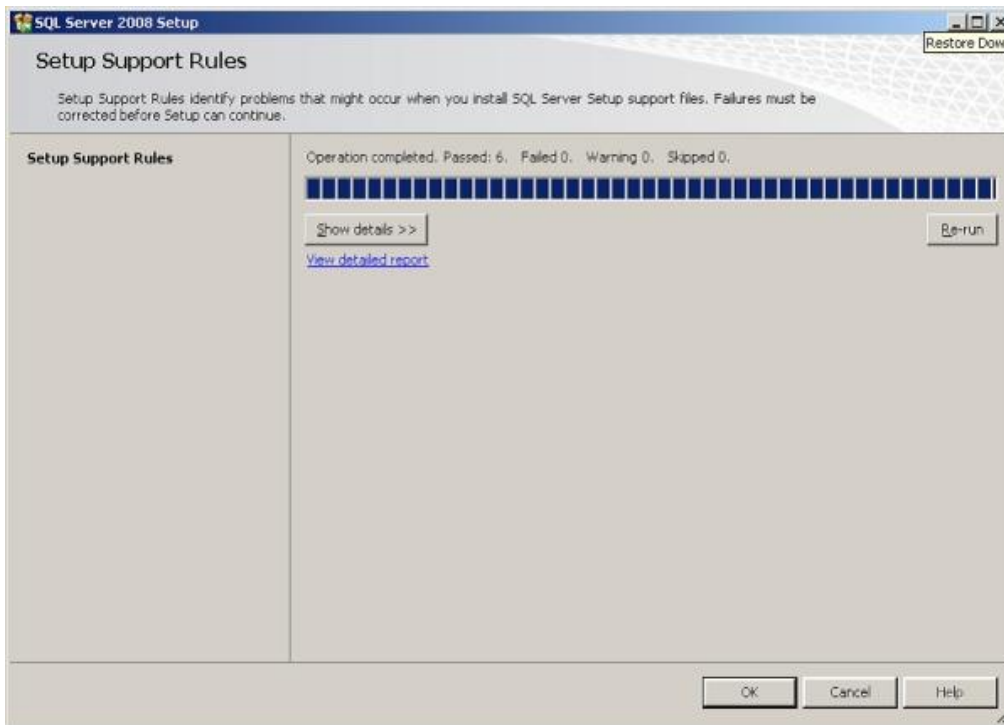 SQL Server 2008 Setup
Restore Dow
Setup Support Rules
Setup Support Rules identify problems that might occur when you install SQL Server Setup support files. Failures must be
corrected before Setup can continue.
Setup Support Rules
Operation completed. Passed: 6. Failed 0. Warning 0. Skipped 0.
Show details >>
Re-run
View detailed report
OK
Cancel
Help